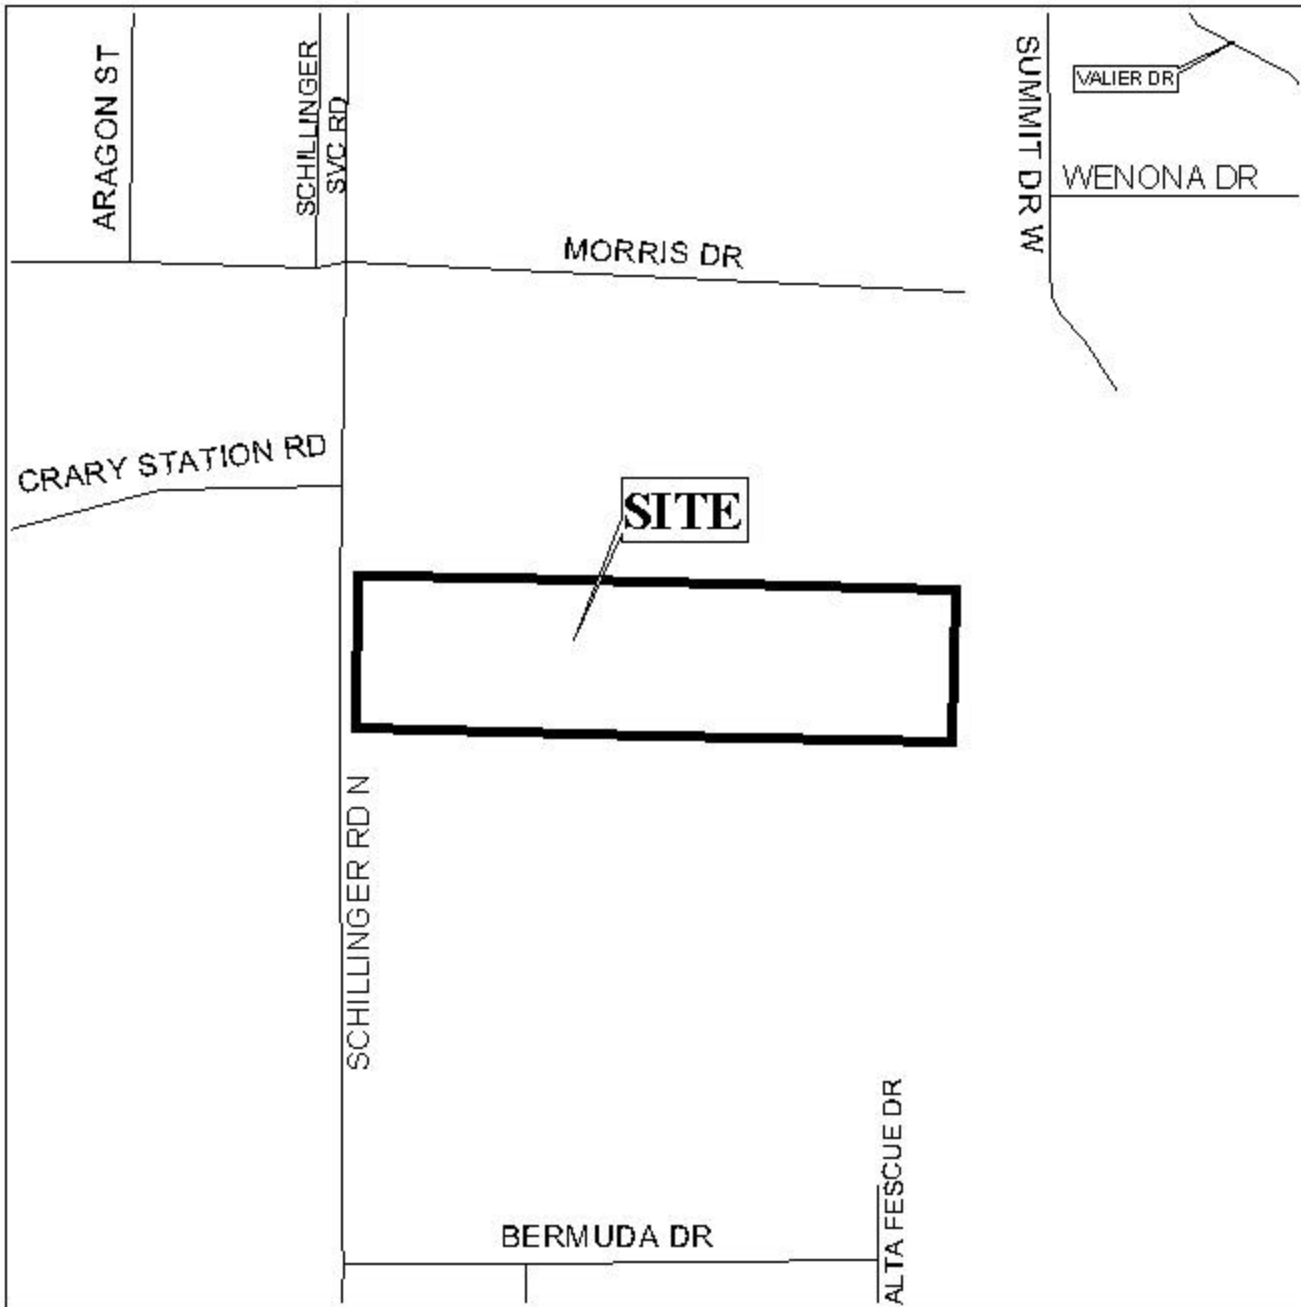 ARAGON ST
SCHILLINGER
SVC RD
SUMMIT DR W
VALIER DR
WENONA DR
MORRIS DR
CRARY STATION RD
SITE
SCHILLINGER RD N
ALTA FESCUE DR
BERMUDA DR